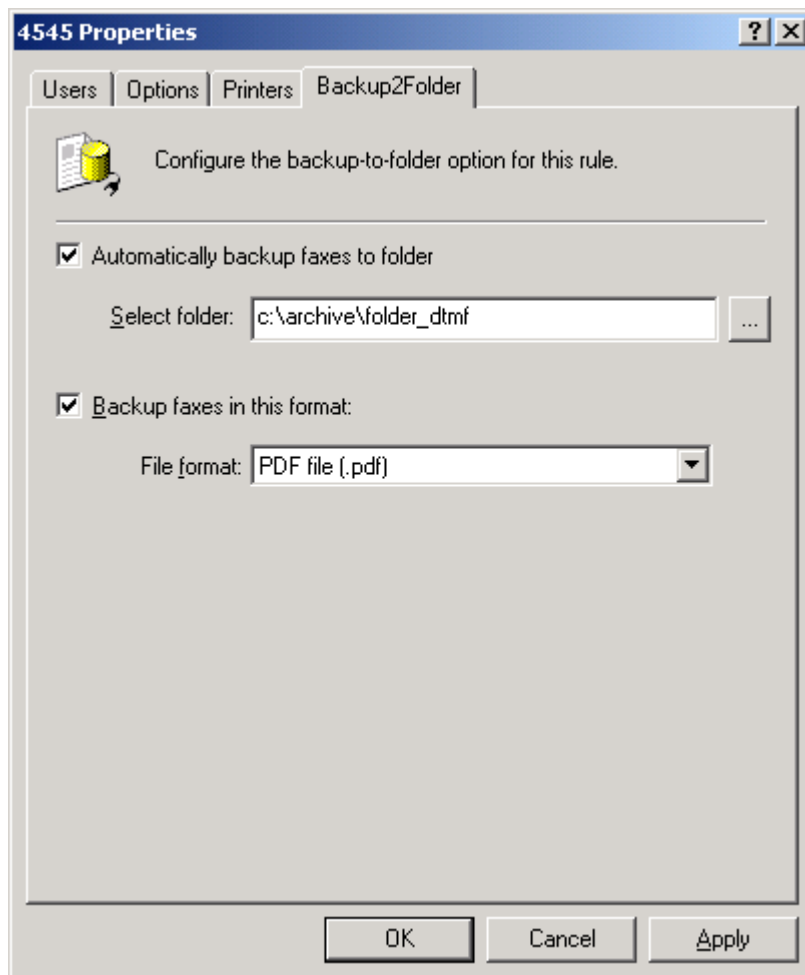 4545 Properties
Users Options Printers Backup2Folder
Configure the backup-to-folder option for this rule.
Automatically backup faxes to folder
Select folder: c:\archive\folder_dtmf ...
Backup faxes in this format:
File format: PDF file (.pdf)
OK Cancel Apply